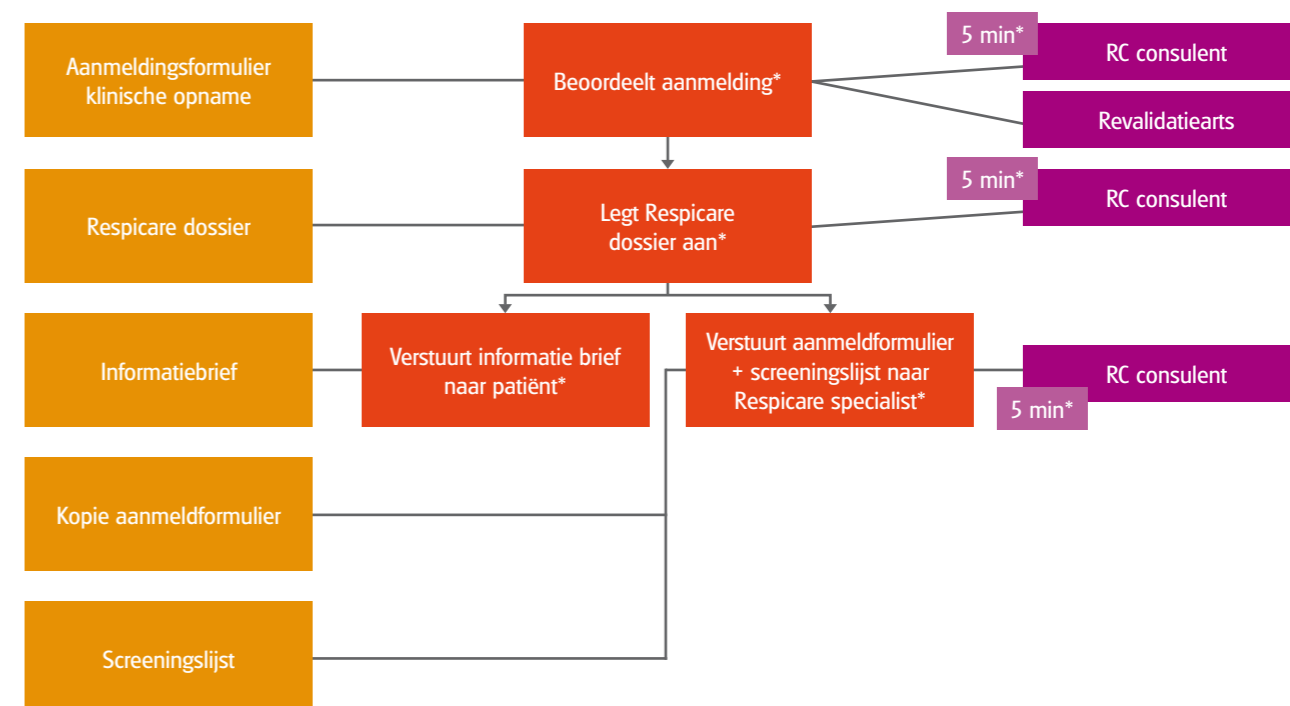 Aanmeldingsformulier
klinische opname
Beoordeelt aanmelding*
5 min*
RC consulent
Revalidatiearts
Respicare dossier
Legt Respicare
dossier aan*
5 min*
RC consulent
Informatiebrief
Verstuurt informatie brief
naar patiënt*
Verstuurt aanmeldformulier
+ screeningslijst naar
Respicare specialist*
RC consulent
5 min*
Kopie aanmeldformulier
Screeningslijst